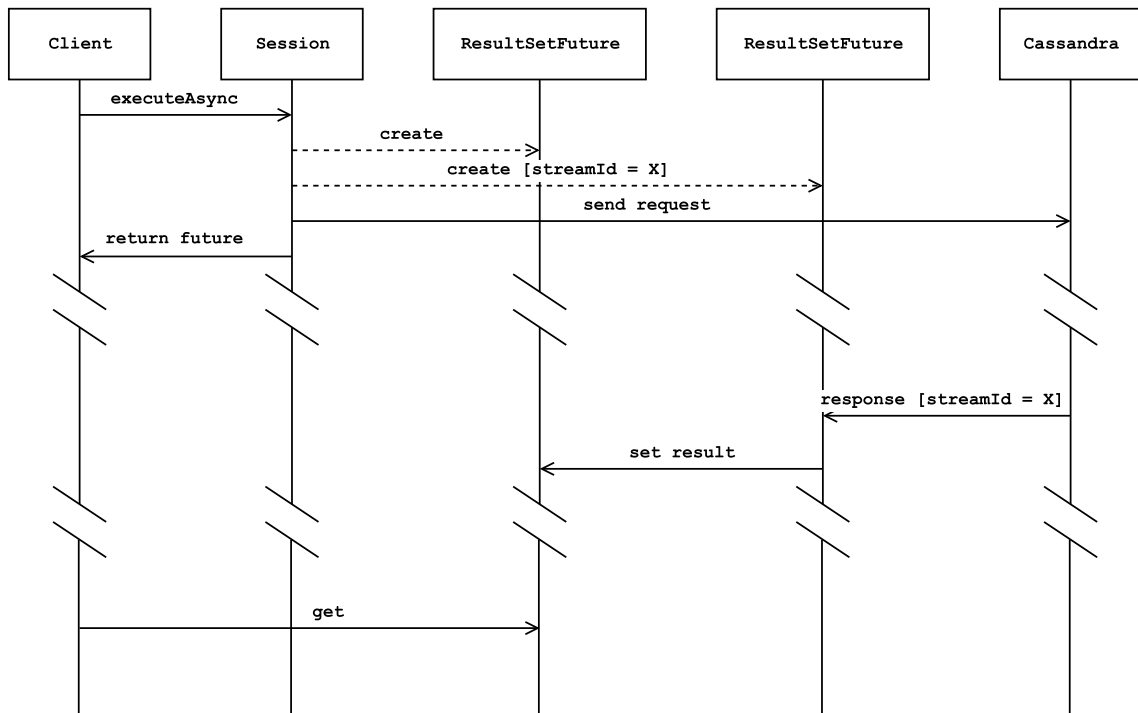 Client
Session
ResultSetFuture
ResultSetFuture
Cassandra
executeAsync
create
create [streamId = X]
send request
return future
response [streamId = X]
set result
get